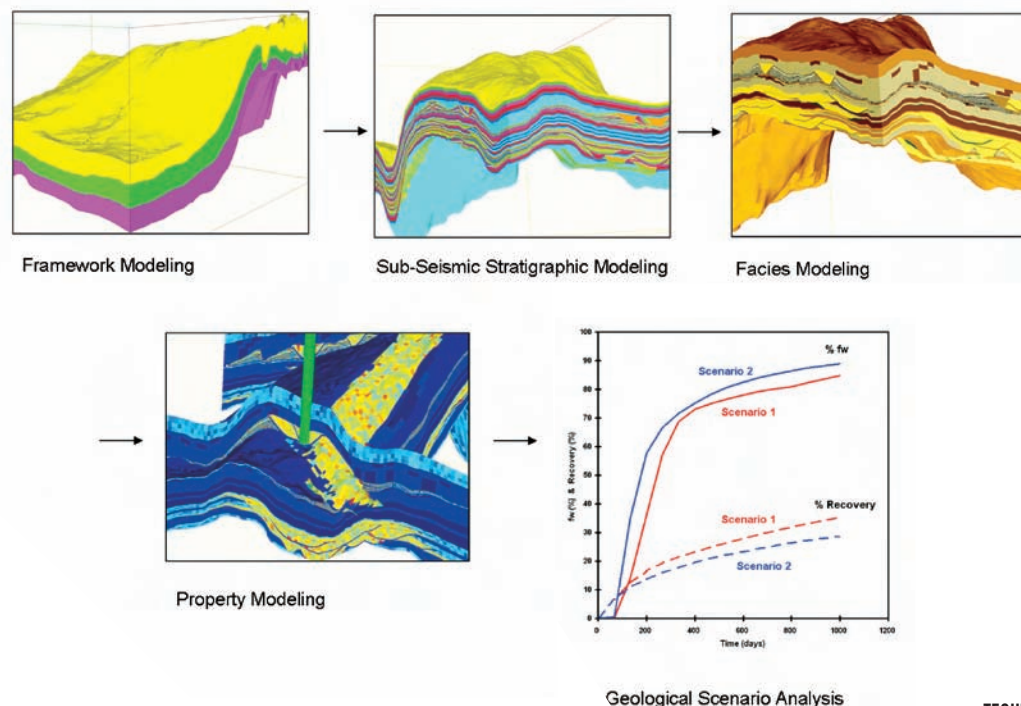 Framework Modeling
Sub-Seismic Stratigraphic Modeling
Facies Modeling
Property Modeling
% fw
Scenario 2
Scenario 1
% Recovery
Scenario 1
Scenario 2
fw (%) & Recovery (%)
100
90
80
70
60
50
40
30
20
10
0
0 200 400 600 800 1000 1200
Time (days)
Geological Scenario Analysis